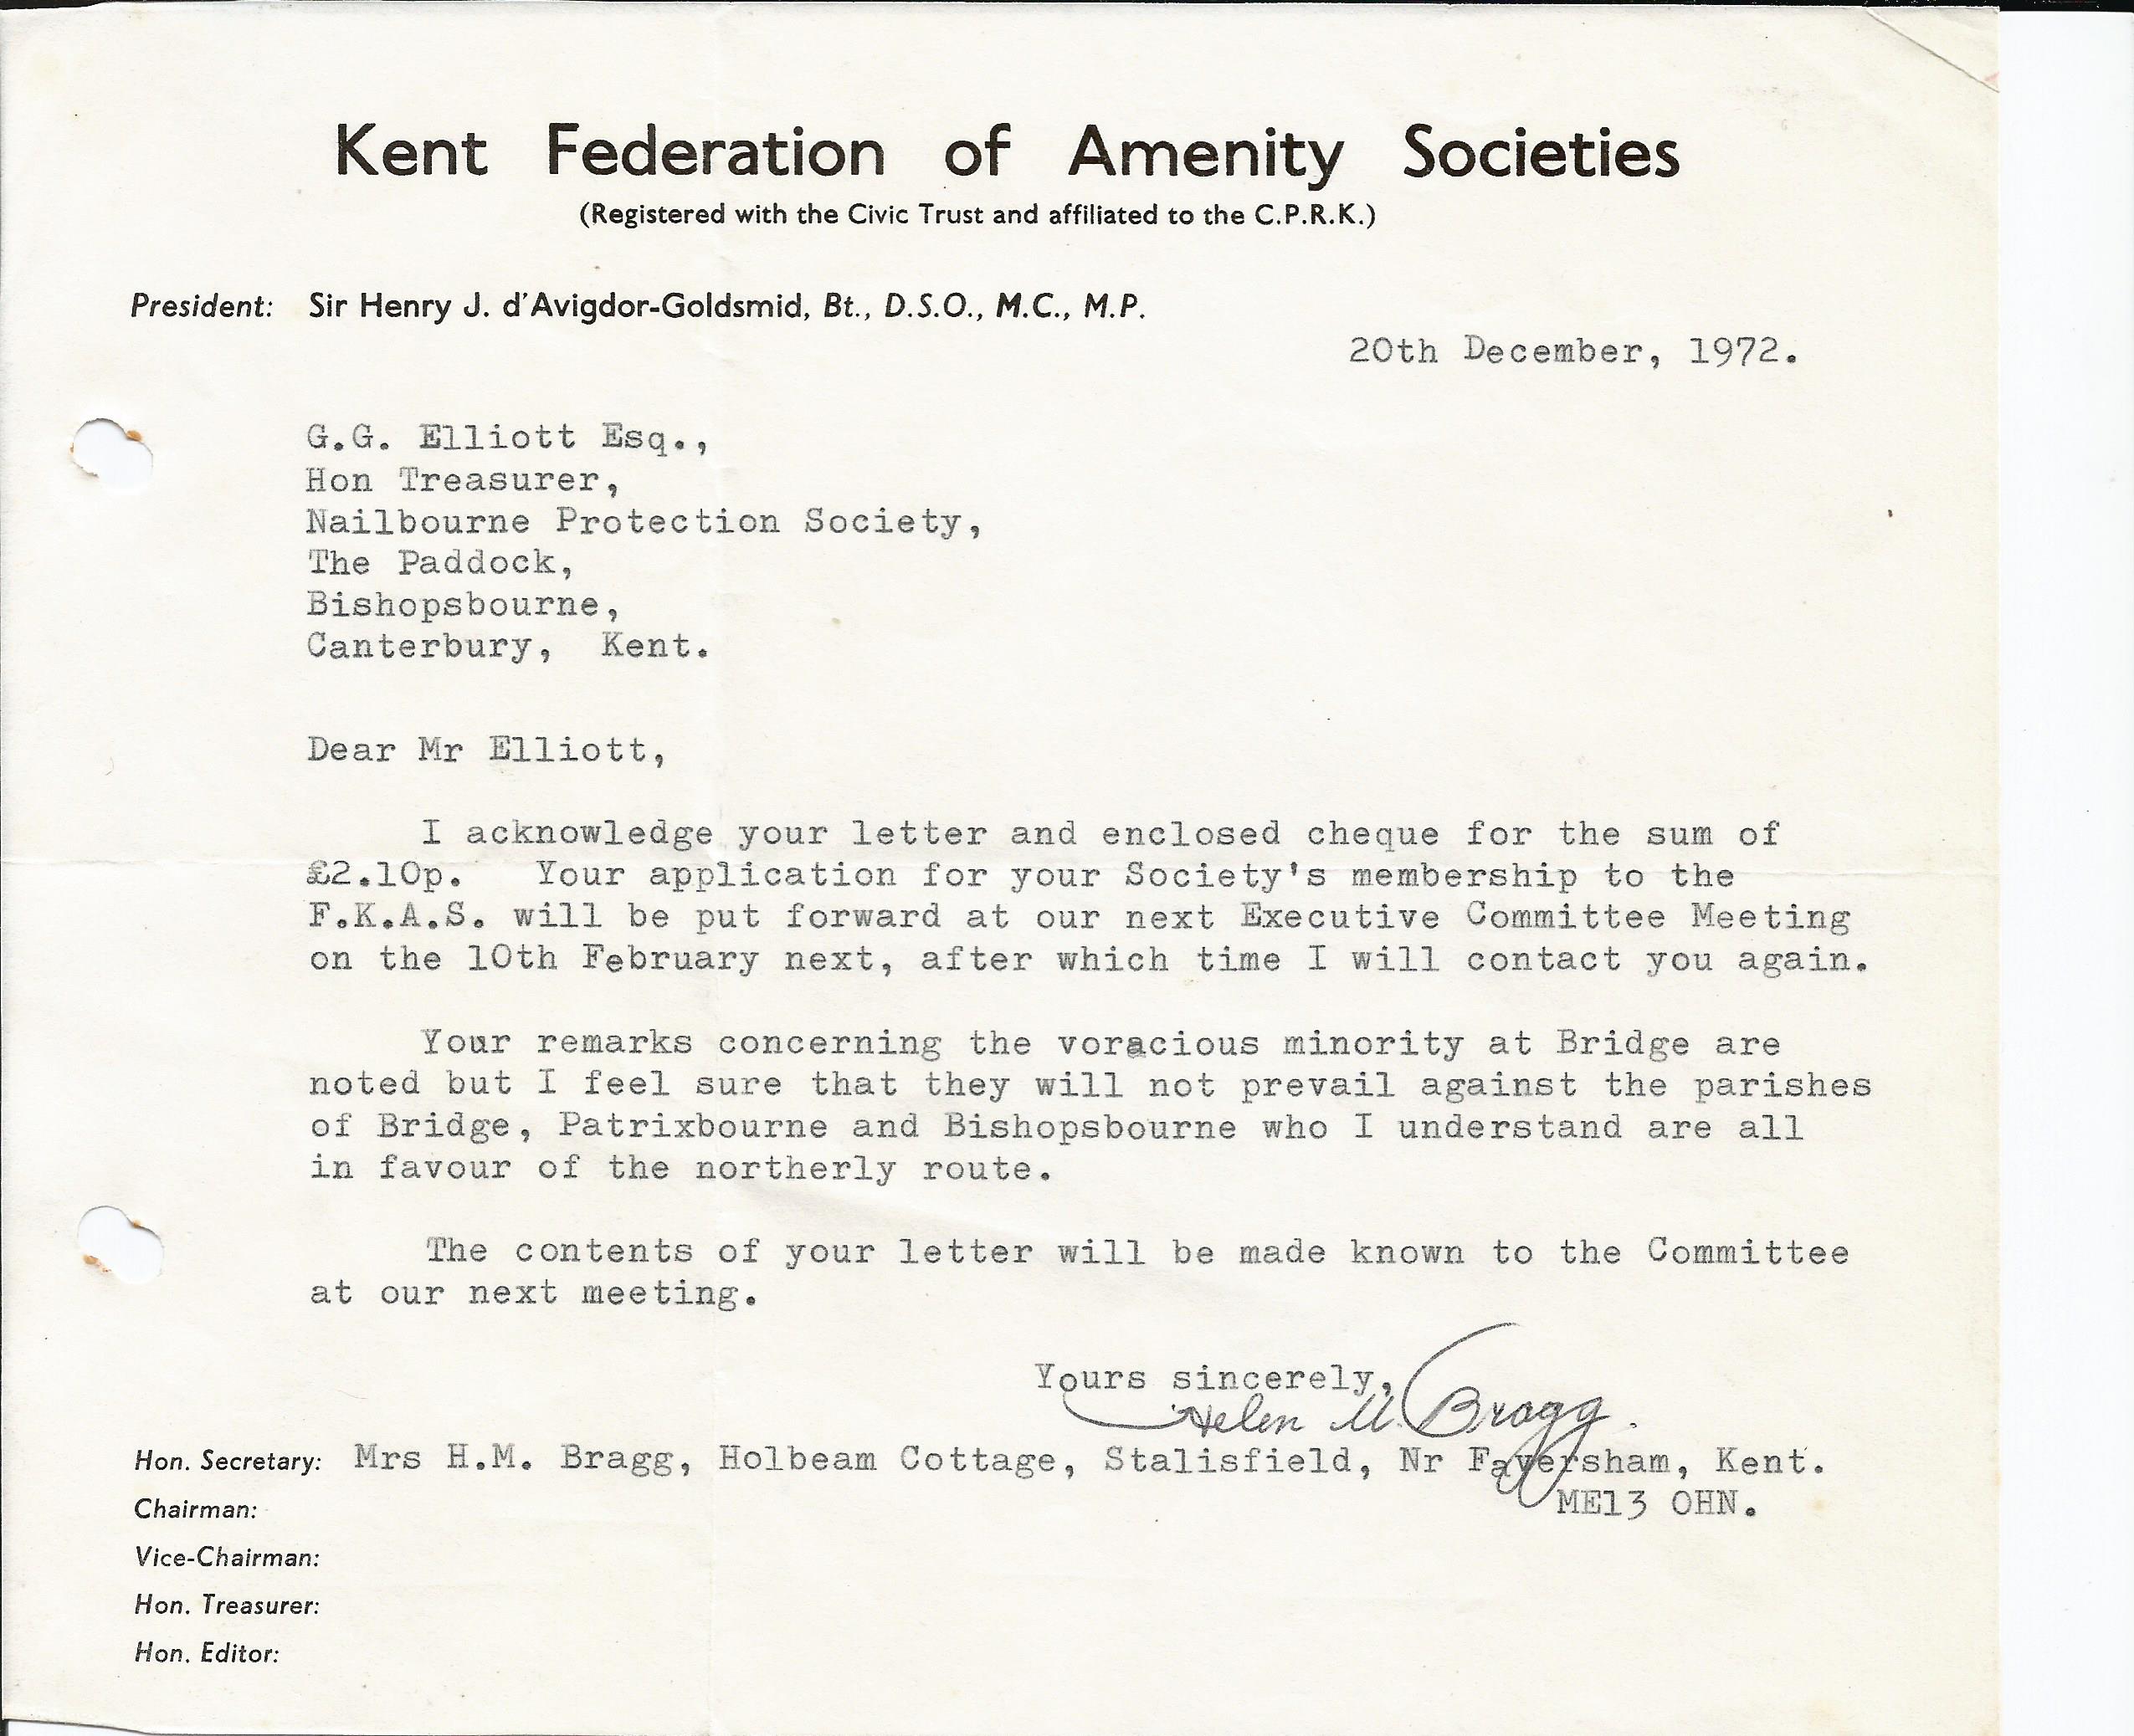 Kent Federation of Amenity Societies
(Registered with the Civic Trust and affiliated to the C.P.R.K.)
President: Sir Henry J. d'Avigdor-Goldsmid, Bt., D.S.O., M.C., M.P.
20th December, 1972.
G.G. Elliott Esq.,
Hon Treasurer,
Nailbourne Protection Society,
The Paddock,
Bishopsbourne,
Canterbury, Kent.
Dear Mr Elliott,
I acknowledge your letter and enclosed cheque for the sum of
£2.10p. Your application for your Society's membership to the
F.K.A.S. will be put forward at our next Executive Committee Meeting
on the 10th February next, after which time I will contact you again.
Your remarks concerning the voracious minority at Bridge are
noted but I feel sure that they will not prevail against the parishes
of Bridge, Patrixbourne and Bishopsbourne who I understand are all
in favour of the northerly route.
The contents of your letter will be made known to the Committee
at our next meeting.
Yours sincerely,
Helen M. Bragg.
Hon. Secretary: Mrs H.M. Bragg, Holbeam Cottage, Stalisfield, Nr Faversham, Kent.
ME13 OHN.
Chairman:
Vice-Chairman:
Hon. Treasurer:
Hon. Editor: